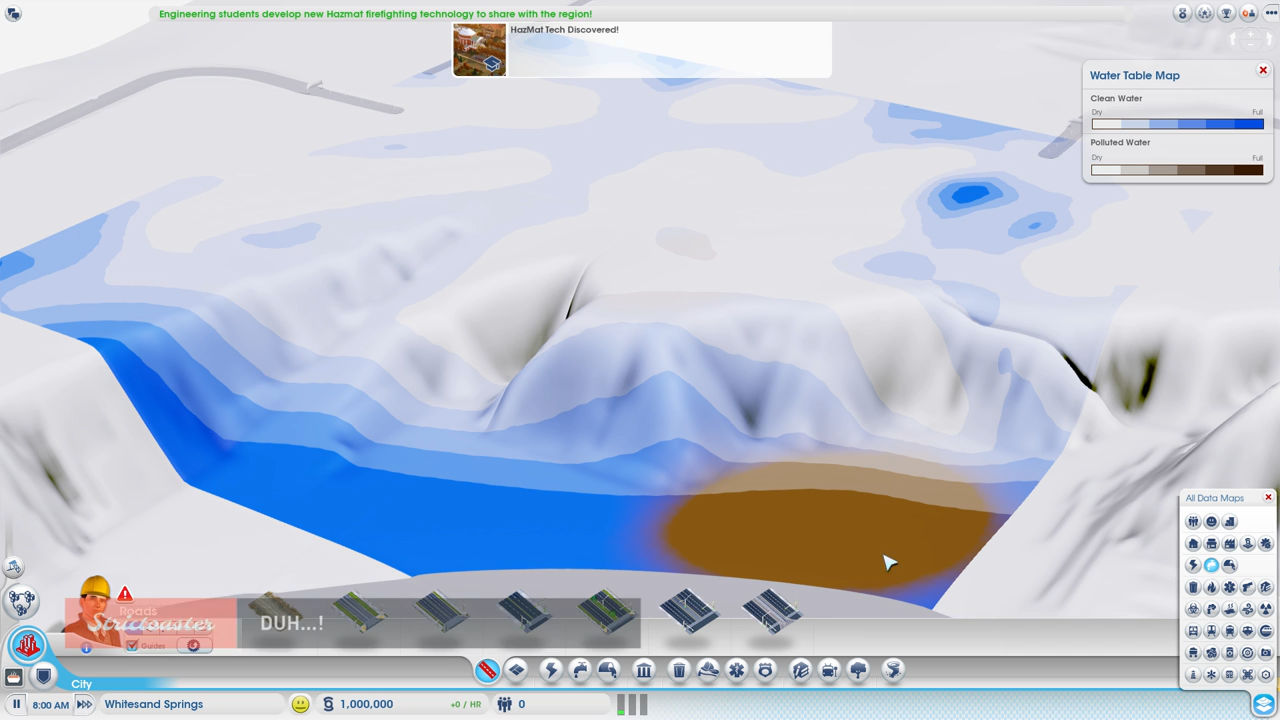 Engineering students develop new Hazmat firefighting technology to share with the region!
HazMat Tech Discovered!
Water Table Map
Clean Water
Dry Full
Polluted Water
Dry Full
All Data Maps
Roads
Strictoaster
DUH...!
Guides
City
8:00 AM
Whitesand Springs
1,000,000
+0 / HR
0